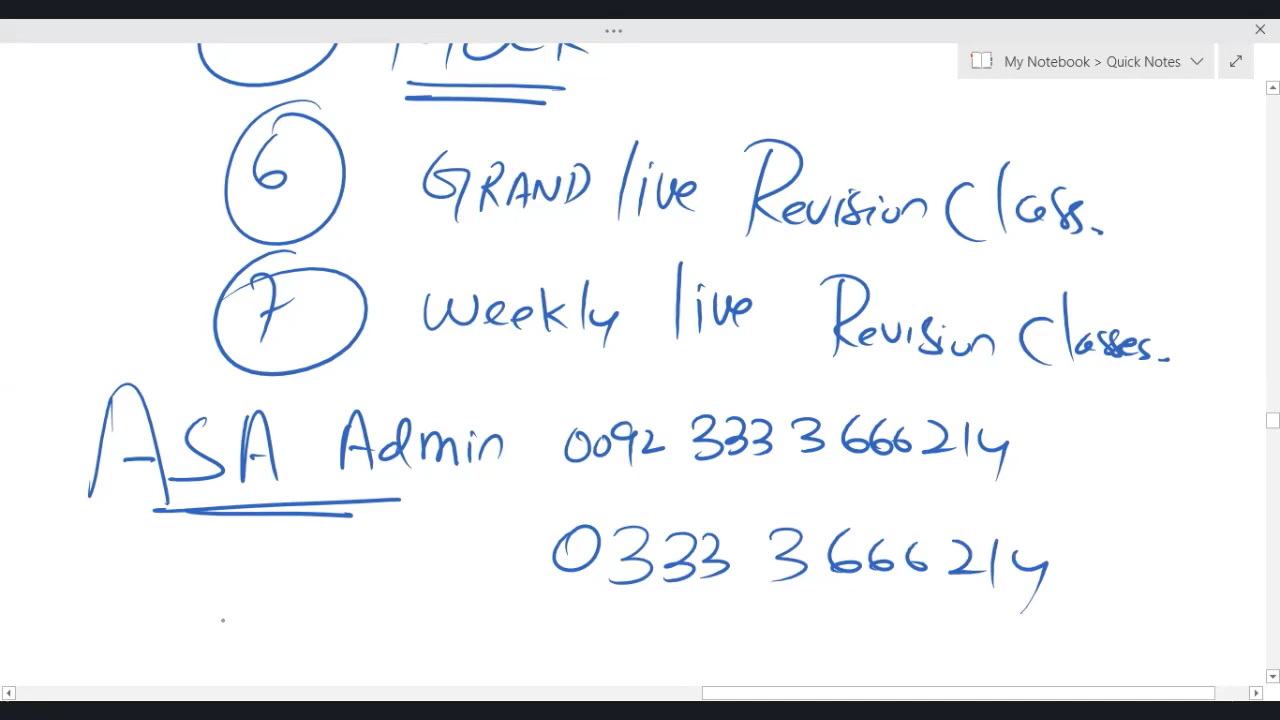 My Notebook > Quick Notes
Mock
6 GRAND live Revision Class.
7 Weekly live Revision Classes.
ASA Admin 0092 333 3 666214
0333 3 666214